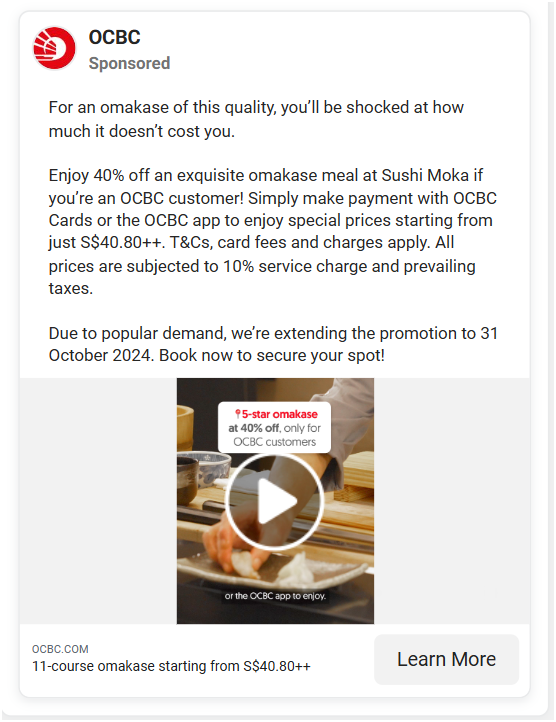 OCBC
Sponsored
For an omakase of this quality, you’ll be shocked at how
much it doesn’t cost you.
Enjoy 40% off an exquisite omakase meal at Sushi Moka if
you’re an OCBC customer! Simply make payment with OCBC
Cards or the OCBC app to enjoy special prices starting from
just S$40.80++. T&Cs, card fees and charges apply. All
prices are subjected to 10% service charge and prevailing
taxes.
Due to popular demand, we’re extending the promotion to 31
October 2024. Book now to secure your spot!
5-star omakase
at 40% off, only for
OCBC customers
or the OCBC app to enjoy.
OCBC.COM
11-course omakase starting from S$40.80++
Learn More